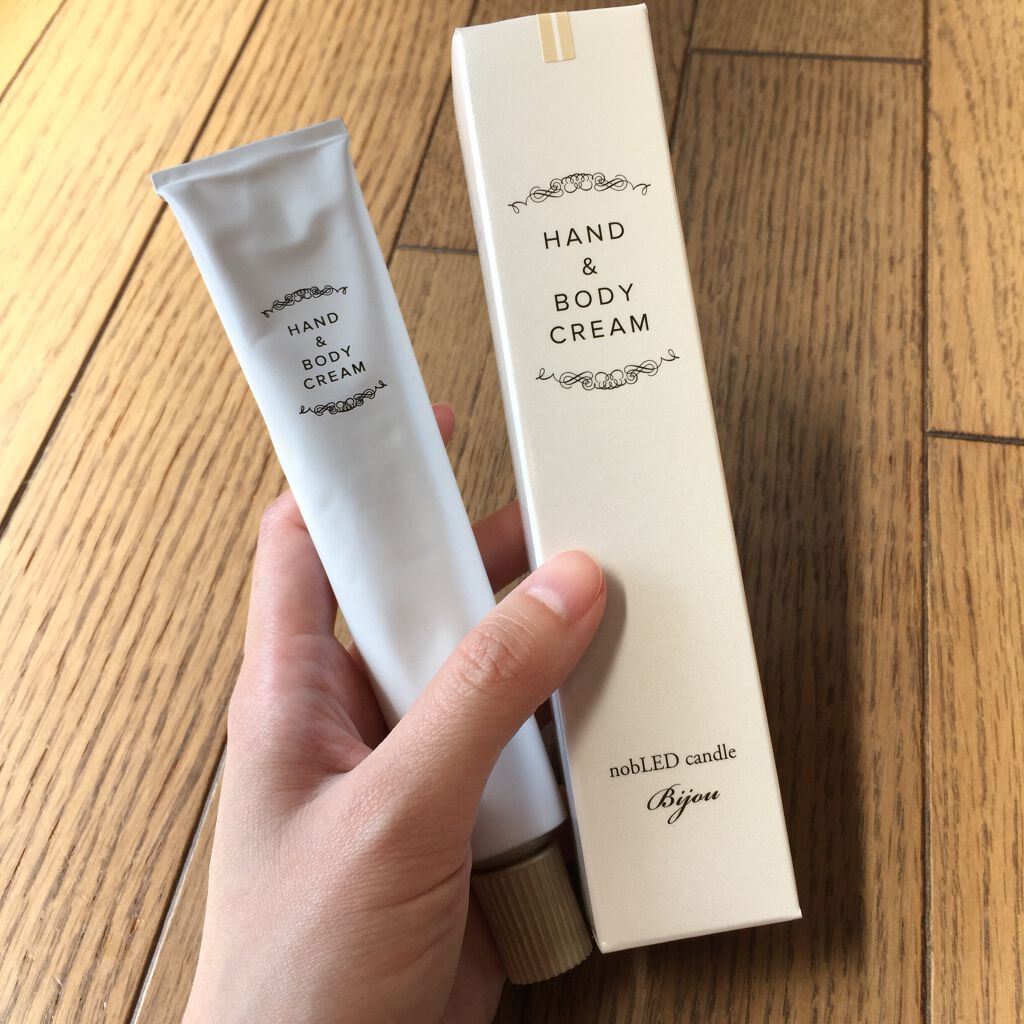 HAND
&
BODY
CREAM
HAND
&
BODY
CREAM
nobLED candle
Bijou